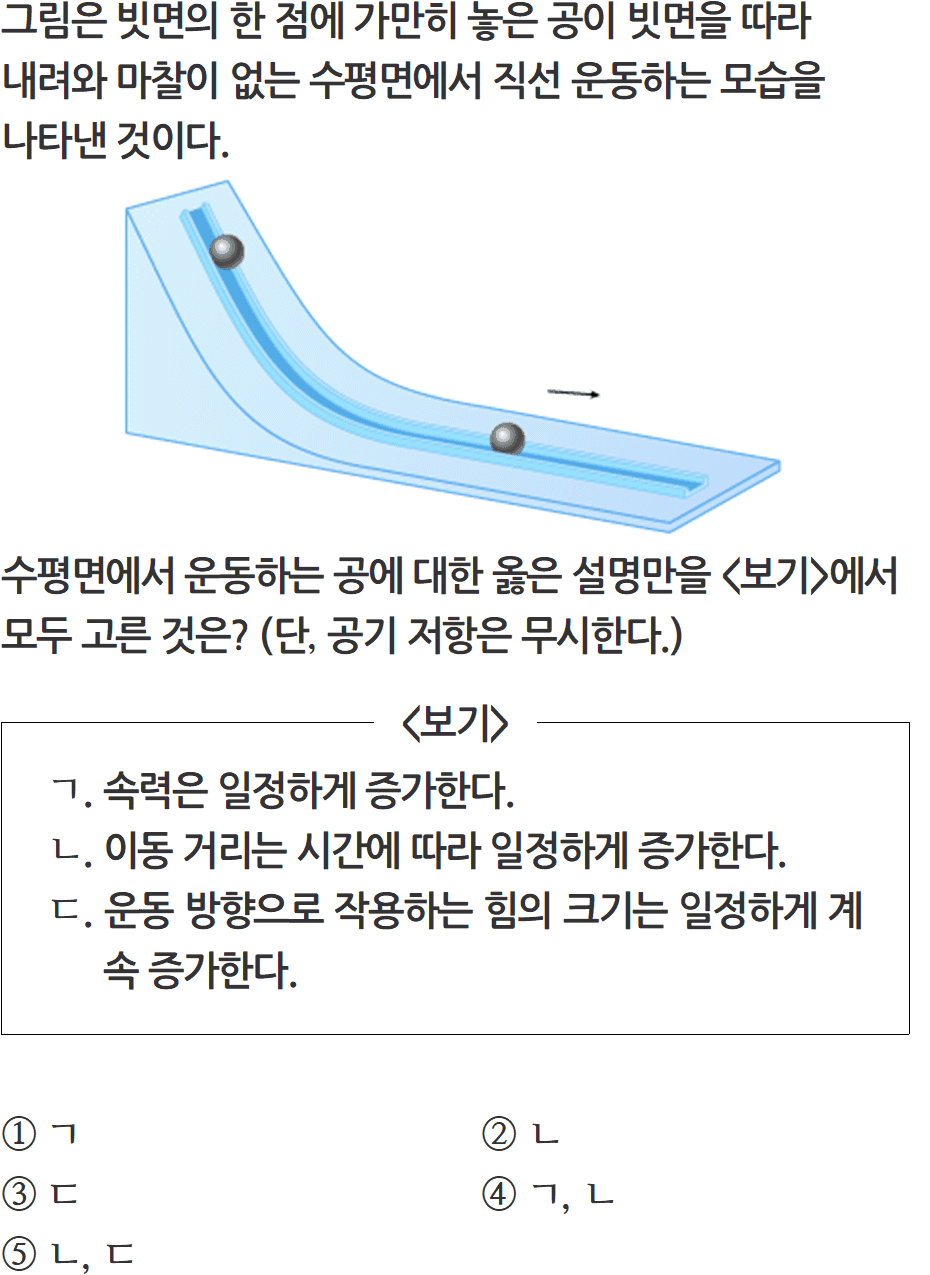 그림은 빗면의 한 점에 가만히 놓은 공이 빗면을 따라
내려와 마찰이 없는 수평면에서 직선 운동하는 모습을
나타낸 것이다.
수평면에서 운동하는 공에 대한 옳은 설명만을 <보기>에서
모두 고른 것은? (단, 공기 저항은 무시한다.)
<보기>
ㄱ. 속력은 일정하게 증가한다.
ㄴ. 이동 거리는 시간에 따라 일정하게 증가한다.
ㄷ. 운동 방향으로 작용하는 힘의 크기는 일정하게 계
속 증가한다.
① ㄱ ② ㄴ
③ ㄷ ④ ㄱ, ㄴ
⑤ ㄴ, ㄷ